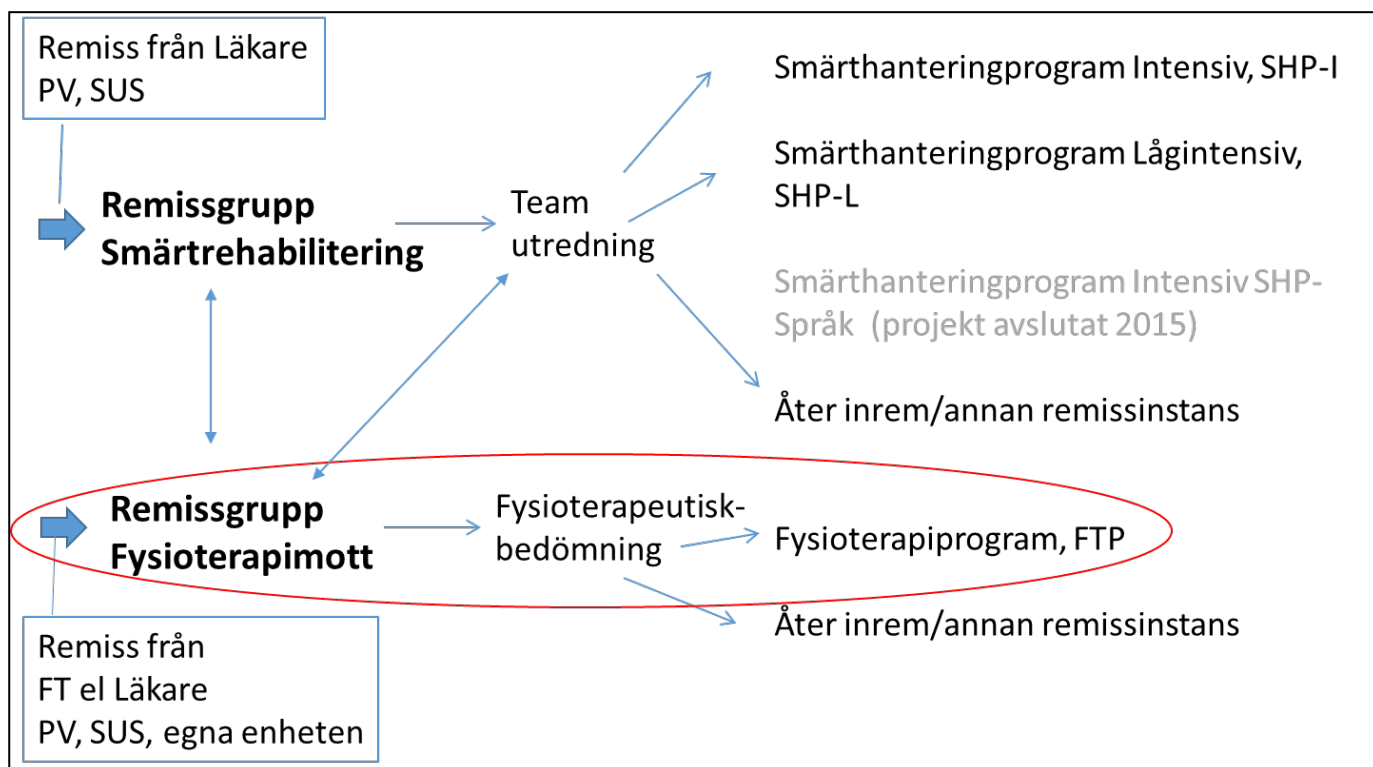 Remiss från Läkare
PV, SUS
Remissgrupp
Smärtrehabilitering
Team
utredning
Smärthanteringprogram Intensiv, SHP-I
Smärthanteringprogram Lågintensiv,
SHP-L
Smärthanteringprogram Intensiv SHP-
Språk (projekt avslutat 2015)
Åter inrem/annan remissinstans
Remissgrupp
Fysioterapimott
Fysioterapeutisk-
bedömning
Fysioterapiprogram, FTP
Åter inrem/annan remissinstans
Remiss från
FT el Läkare
PV, SUS, egna enheten